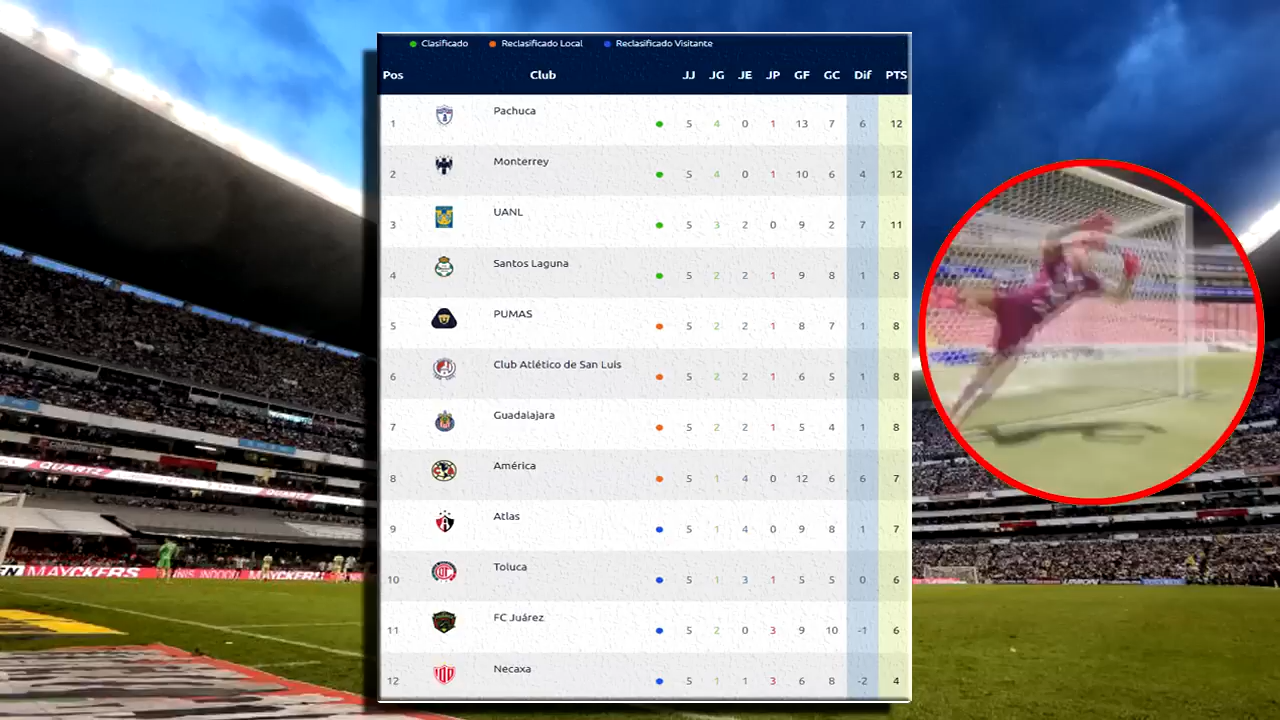 Clasificado Reclasificado Local Reclasificado Visitante
Pos Club JJ JG JE JP GF GC Dif PTS
1 Pachuca 5 4 0 1 13 7 6 12
2 Monterrey 5 4 0 1 10 6 4 12
3 UANL 5 3 2 0 9 2 7 11
4 Santos Laguna 5 2 2 1 9 8 1 8
5 PUMAS 5 2 2 1 8 7 1 8
6 Club Atlético de San Luis 5 2 2 1 6 5 1 8
7 Guadalajara 5 2 2 1 5 4 1 8
8 América 5 1 4 0 12 6 6 7
9 Atlas 5 1 4 0 9 8 1 7
10 Toluca 5 1 3 1 5 5 0 6
11 FC Juárez 5 2 0 3 9 10 -1 6
12 Necaxa 5 1 1 3 6 8 -2 4
QUARTZ
MAYCKERS